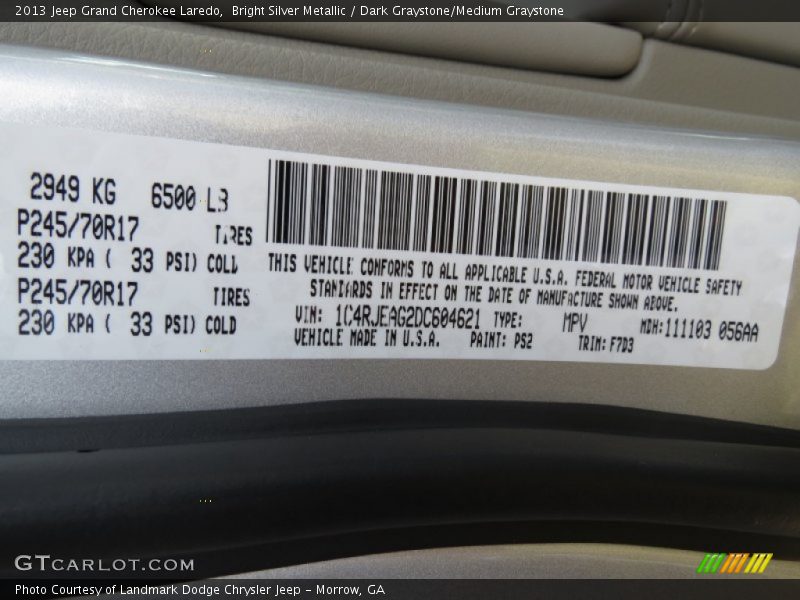 2013 Jeep Grand Cherokee Laredo, Bright Silver Metallic / Dark Graystone/Medium Graystone
2949 KG 6500 LB
P245/70R17 TIRES
230 KPA ( 33 PSI) COLD
P245/70R17 TIRES
230 KPA ( 33 PSI) COLD
THIS VEHICLE CONFORMS TO ALL APPLICABLE U.S.A. FEDERAL MOTOR VEHICLE SAFETY
STANDARDS IN EFFECT ON THE DATE OF MANUFACTURE SHOWN ABOVE.
VIN: 1C4RJEAG2DC604621 TYPE: MPV MDH:111103 056AA
VEHICLE MADE IN U.S.A. PAINT: PS2 TRIM: F7D3
GTCARLOT.COM
Photo Courtesy of Landmark Dodge Chrysler Jeep - Morrow, GA